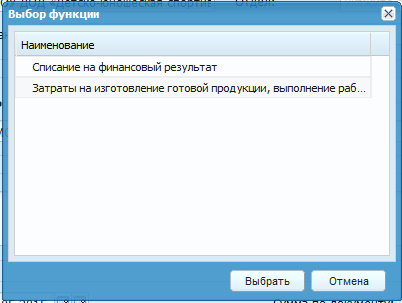 Выбор функции
Наименование
Списание на финансовый результат
Затраты на изготовление готовой продукции, выполнение раб...
Выбрать
Отмена